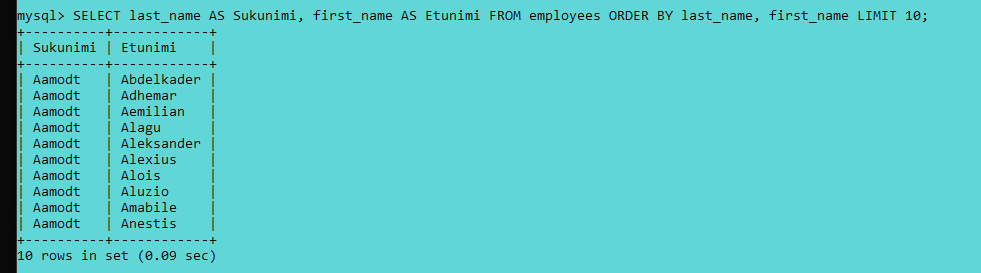 mysql> SELECT last_name AS Sukunimi, first_name AS Etunimi FROM employees ORDER BY last_name, first_name LIMIT 10;
+----------+------------+
| Sukunimi | Etunimi    |
+----------+------------+
| Aamodt   | Abdelkader |
| Aamodt   | Adhemar    |
| Aamodt   | Aemilian   |
| Aamodt   | Alagu      |
| Aamodt   | Aleksander |
| Aamodt   | Alexius    |
| Aamodt   | Alois      |
| Aamodt   | Aluzio     |
| Aamodt   | Amabile    |
| Aamodt   | Anestis    |
+----------+------------+
10 rows in set (0.09 sec)